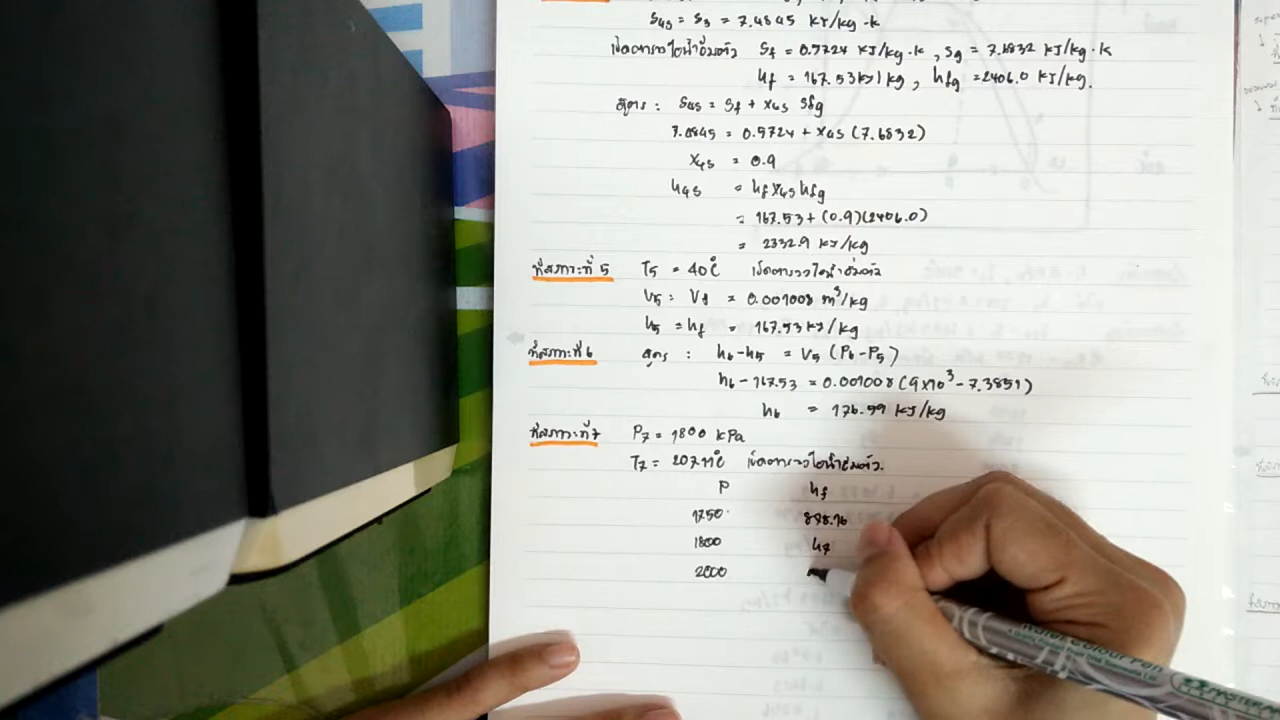 S4s = S3 = 7.4845 kJ/kg·k
เปิดตารางไอน้ำอิ่มตัว Sf = 0.5724 kJ/kg·k , Sg = 7.6832 kJ/kg·k
hf = 167.53 kJ/kg , hfg = 2406.0 kJ/kg.
สูตร : S4s = Sf + x4s Sfg
7.0845 = 0.5724 + x4s (7.6832)
x4s = 0.9
h4s = hf x4s hfg
= 167.53 + (0.9)(2406.0)
= 2332.9 kJ/kg
ที่สภาวะที่ 5 T5 = 40°C เปิดตารางไอน้ำอิ่มตัว
V5 = Vf = 0.001008 m³/kg
h5 = hf = 167.53 kJ/kg
ที่สภาวะที่ 6 สูตร : h6-h5 = V5 (P6-P5)
h6 - 167.53 = 0.001008 (9x10³ - 7.3851)
h6 = 176.59 kJ/kg
ที่สภาวะที่ 7 P7 = 1800 kPa
T7 = 207.11°C เปิดตารางไอน้ำอิ่มตัว.
P hf
1750 878.16
1800 h7
2000